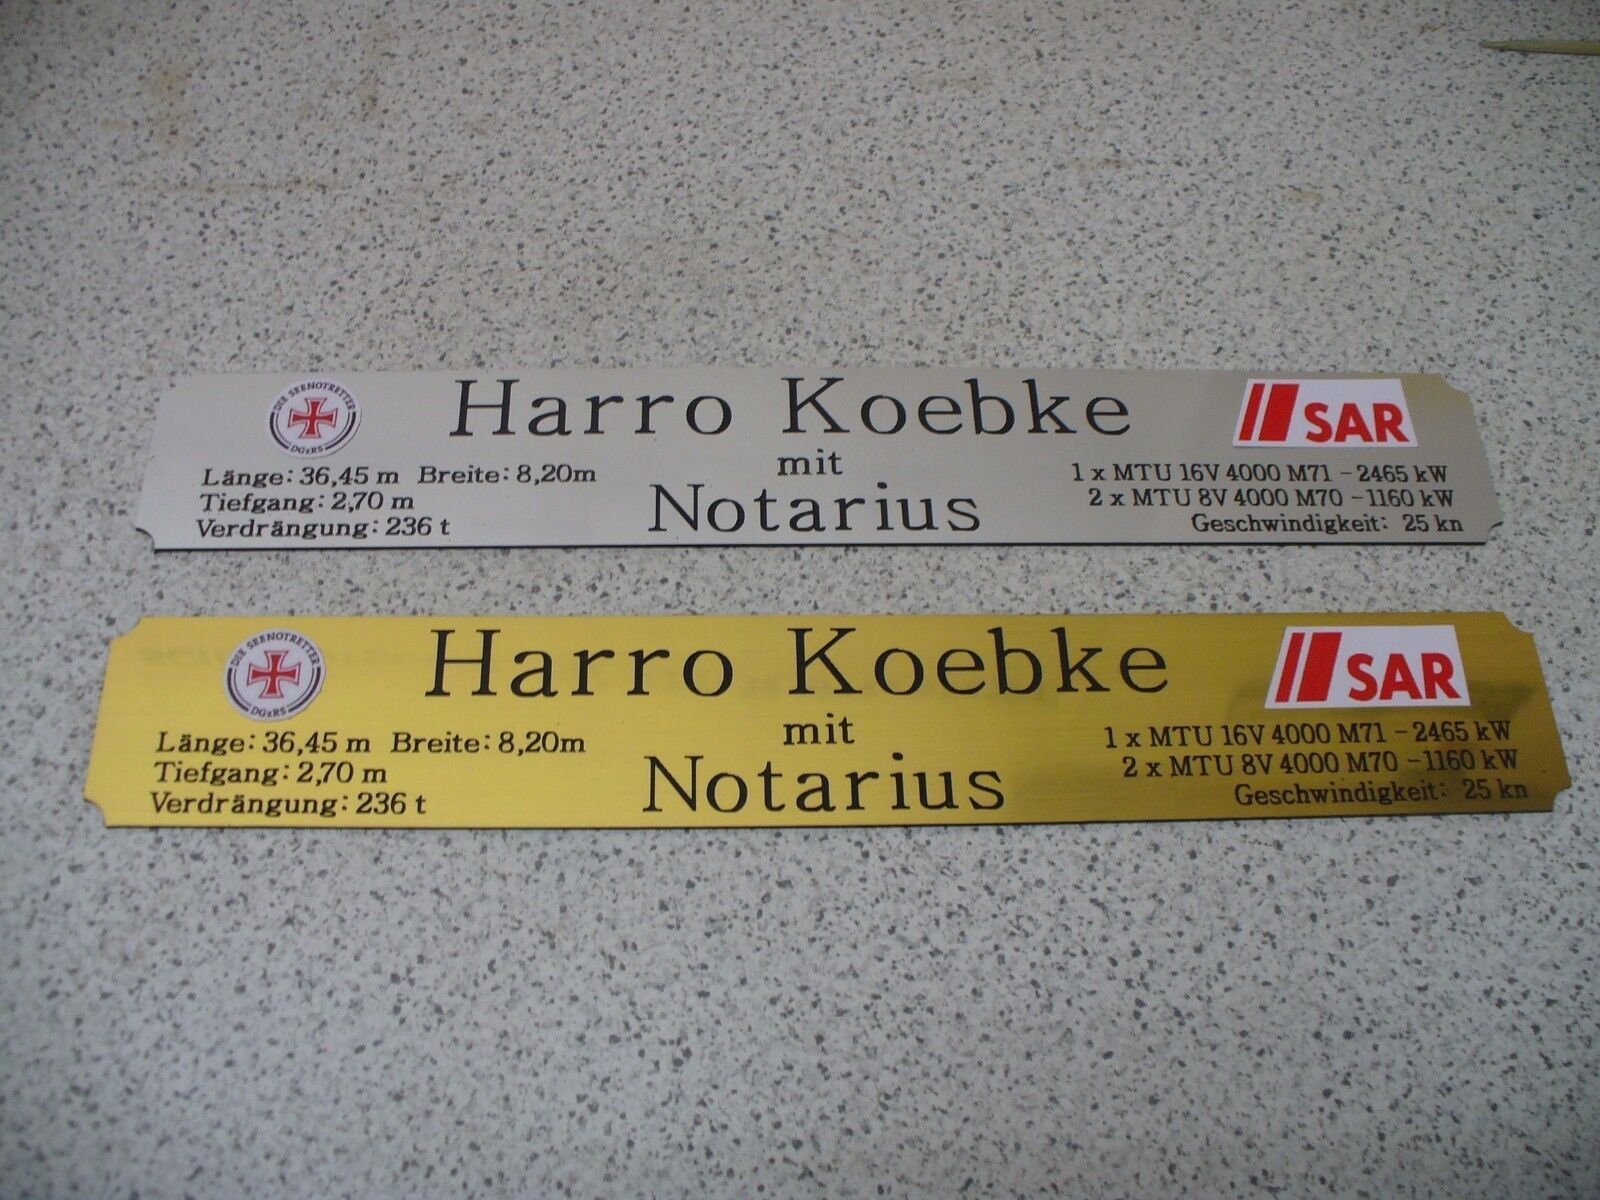 DIE SEENOTRETTER
DGzRS
Harro Koebke
mit
Notarius
SAR
Länge: 36,45 m Breite: 8,20m
Tiefgang: 2,70 m
Verdrängung: 236 t
1 x MTU 16V 4000 M71 - 2465 kW
2 x MTU 8V 4000 M70 - 1160 kW
Geschwindigkeit: 25 kn
DIE SEENOTRETTER
DGzRS
Harro Koebke
mit
Notarius
SAR
Länge: 36,45 m Breite: 8,20m
Tiefgang: 2,70 m
Verdrängung: 236 t
1 x MTU 16V 4000 M71 - 2465 kW
2 x MTU 8V 4000 M70 - 1160 kW
Geschwindigkeit: 25 kn